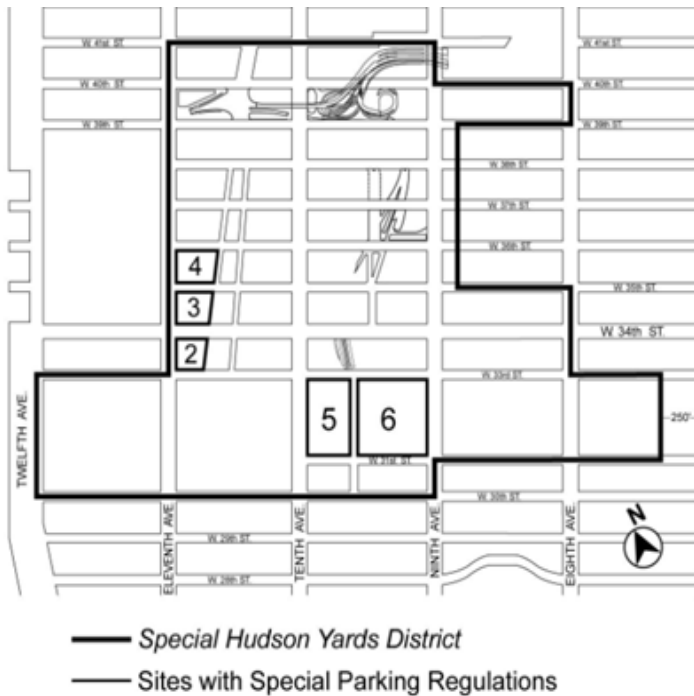 W. 41st ST. W. 41st ST.
W. 40th ST. W. 40th ST.
W. 39th ST. W. 39th ST.
W. 38th ST.
W. 37th ST.
W. 36th ST.
4
W. 35th ST.
3
W. 34th ST.
2
W. 33rd ST.
TWELFTH AVE.
5 6
250'
W. 31st ST.
W. 30th ST.
ELEVENTH AVE.
TENTH AVE.
NINTH AVE.
EIGHTH AVE.
N
W. 29th ST.
W. 28th ST.
Special Hudson Yards District
Sites with Special Parking Regulations